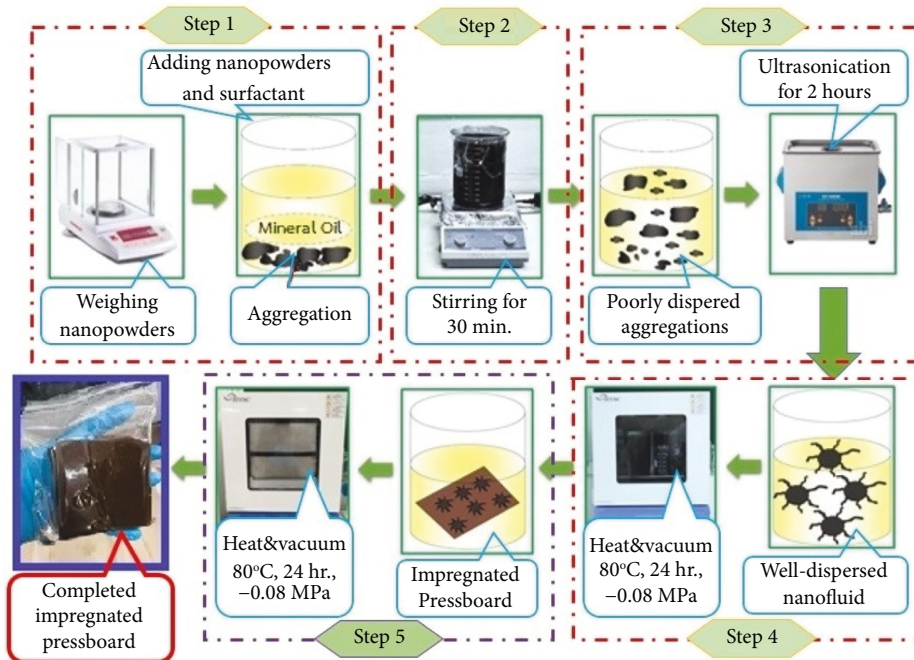 Step 1
Step 2
Step 3
Adding nanopowders
and surfactant
Ultrasonication
for 2 hours
Mineral Oil
Weighing
nanopowders
Aggregation
Stirring for
30 min.
Poorly dispered
aggregations
Heat&vacuum
80°C, 24 hr.,
−0.08 MPa
Impregnated
Pressboard
Heat&vacuum
80°C, 24 hr.,
−0.08 MPa
Well-dispersed
nanofluid
Completed
impregnated
pressboard
Step 5
Step 4